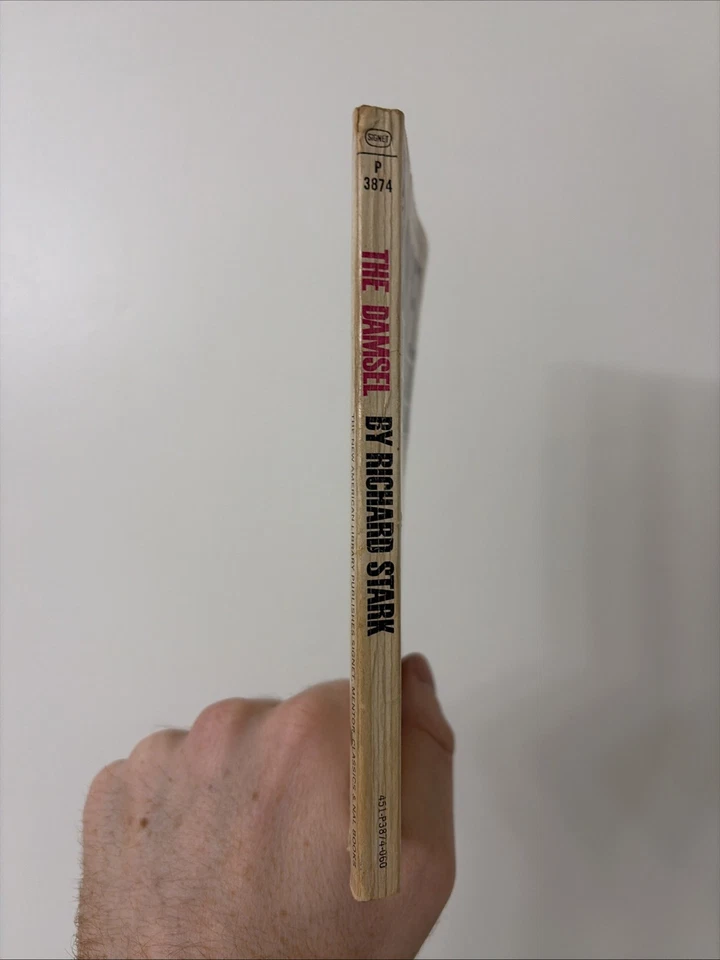 SIGNET
P
3874
THE DAMSEL BY RICHARD STARK
THE NEW AMERICAN LIBRARY PUBLISHES SIGNET, MENTOR, CLASSICS & NAL BOOKS
451-P3874-060